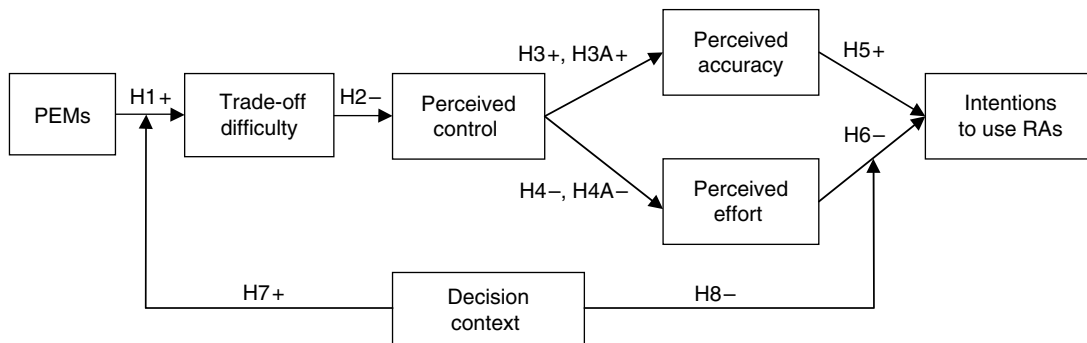 PEMs
H1+
Trade-off
difficulty
H2−
Perceived
control
H3+, H3A+
H4−, H4A−
Perceived
accuracy
Perceived
effort
H5+
H6−
Intentions
to use RAs
H7+
Decision
context
H8−